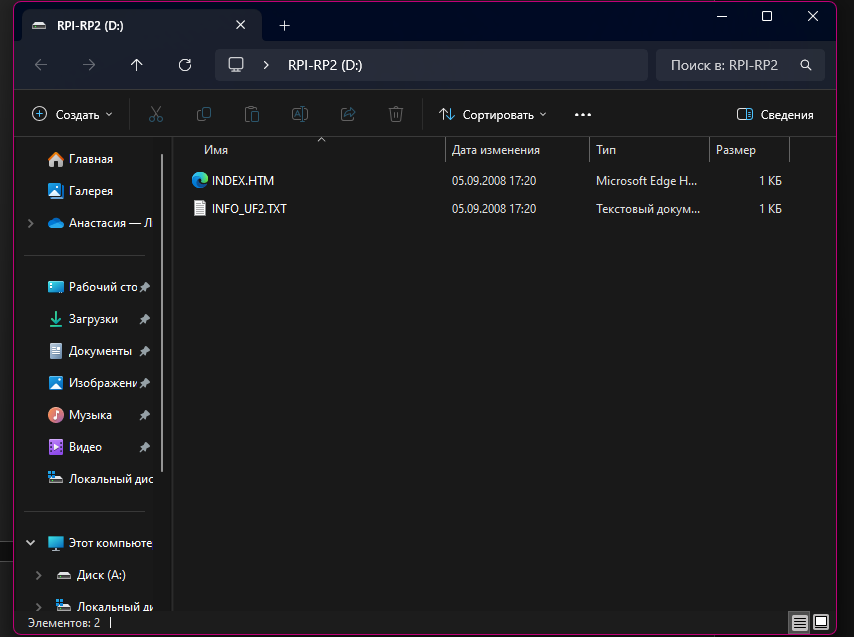 RPI-RP2 (D:)
RPI-RP2 (D:)
Поиск в: RPI-RP2
Создать
Сортировать
Сведения
Имя
Дата изменения
Тип
Размер
INDEX.HTM 05.09.2008 17:20 Microsoft Edge H... 1 КБ
INFO_UF2.TXT 05.09.2008 17:20 Текстовый докум... 1 КБ
Главная
Галерея
Анастасия — Л
Рабочий сто
Загрузки
Документы
Изображени
Музыка
Видео
Локальный дис
Этот компьюте
Диск (A:)
Локальный ди
Элементов: 2